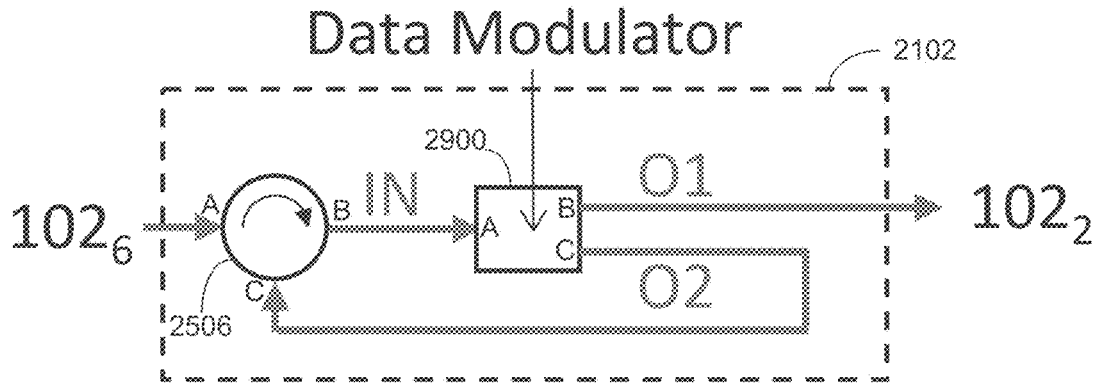 Data Modulator
2102
2900
IN
O1
A
B
A
B
C
102₆
102₂
O2
C
2506